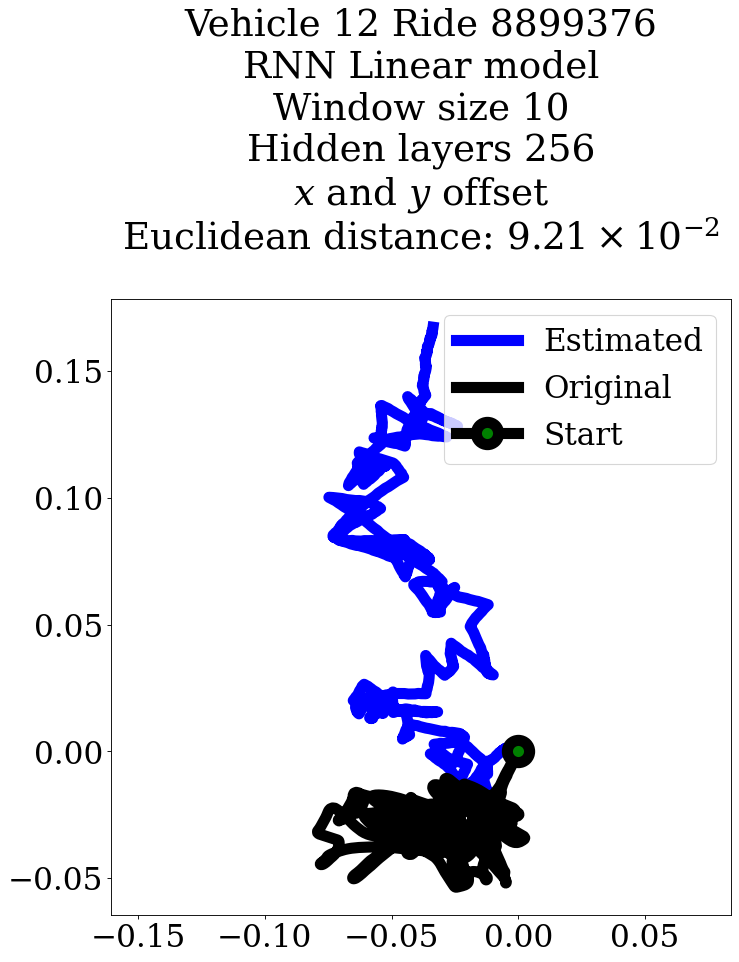 Vehicle 12 Ride 8899376
RNN Linear model
Window size 10
Hidden layers 256
x and y offset
Euclidean distance: 9.21 × 10⁻²
Estimated
Original
Start
0.15
0.10
0.05
0.00
−0.05
−0.15 −0.10 −0.05 0.00 0.05